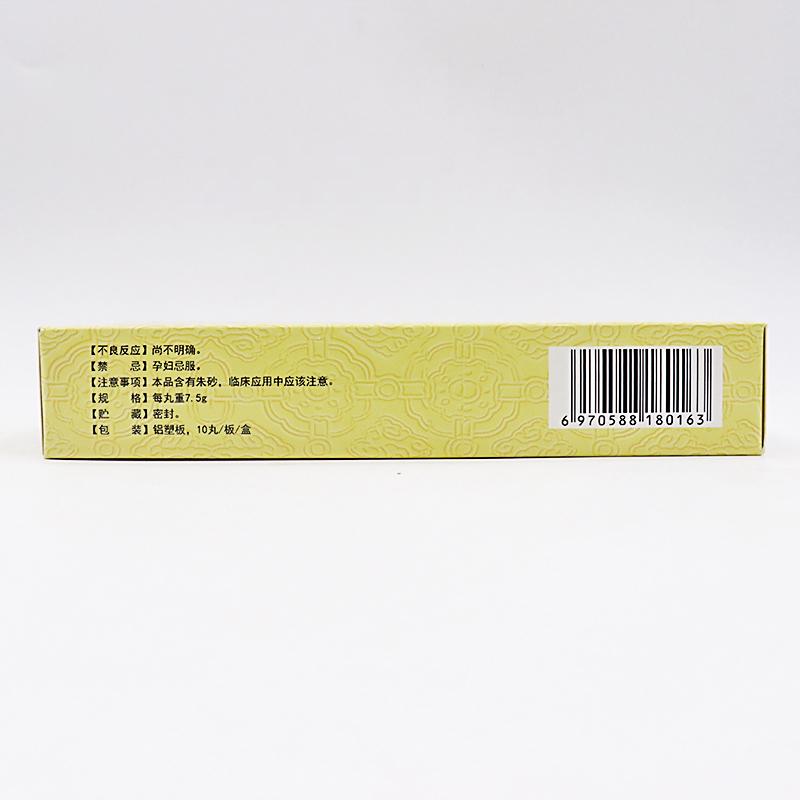 【不良反应】尚不明确。
【禁　　忌】孕妇忌服。
【注意事项】本品含有朱砂，临床应用中应该注意。
【规　　格】每丸重7.5g
【贮　　藏】密封。
【包　　装】铝塑板，10丸/板/盒
6 970588 180163